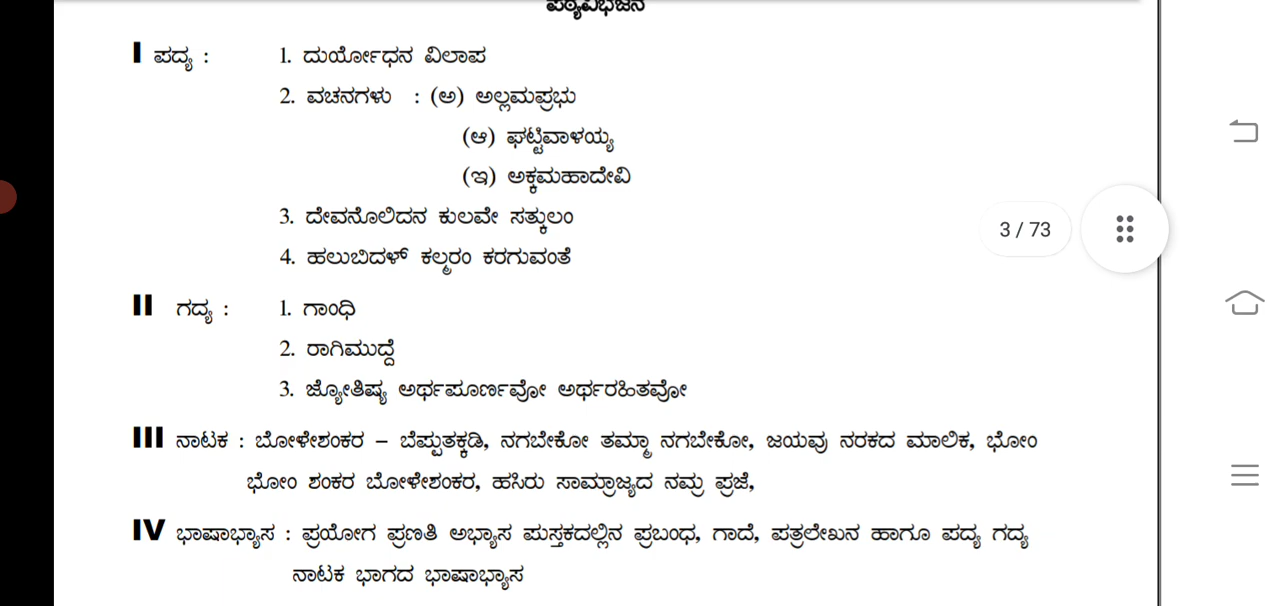 ಪಠ್ಯವಿಭಜನೆ
I ಪದ್ಯ : 1. ದುರ್ಯೋಧನ ವಿಲಾಪ
2. ವಚನಗಳು : (ಅ) ಅಲ್ಲಮಪ್ರಭು
(ಆ) ಘಟ್ಟಿವಾಳಯ್ಯ
(ಇ) ಅಕ್ಕಮಹಾದೇವಿ
3. ದೇವನೊಲಿದನ ಕುಲವೇ ಸತ್ಕುಲಂ
3 / 73
4. ಹಲುಬಿದಳ್ ಕಲ್ಮರಂ ಕರಗುವಂತೆ
II ಗದ್ಯ : 1. ಗಾಂಧಿ
2. ರಾಗಿಮುದ್ದೆ
3. ಜ್ಯೋತಿಷ್ಯ ಅರ್ಥಪೂರ್ಣವೋ ಅರ್ಥರಹಿತವೋ
III ನಾಟಕ : ಬೋಳೇಶಂಕರ – ಬೆಪ್ಪುತಕ್ಕಡಿ, ನಗಬೇಕೋ ತಮ್ಮಾ ನಗಬೇಕೋ, ಜಯವು ನರಕದ ಮಾಲಿಕ, ಭೋಂ
ಭೋಂ ಶಂಕರ ಬೋಳೇಶಂಕರ, ಹಸಿರು ಸಾಮ್ರಾಜ್ಯದ ನಮ್ರ ಪ್ರಜೆ,
IV ಭಾಷಾಭ್ಯಾಸ : ಪ್ರಯೋಗ ಪ್ರಣತಿ ಅಭ್ಯಾಸ ಪುಸ್ತಕದಲ್ಲಿನ ಪ್ರಬಂಧ, ಗಾದೆ, ಪತ್ರಲೇಖನ ಹಾಗೂ ಪದ್ಯ ಗದ್ಯ
ನಾಟಕ ಭಾಗದ ಭಾಷಾಭ್ಯಾಸ